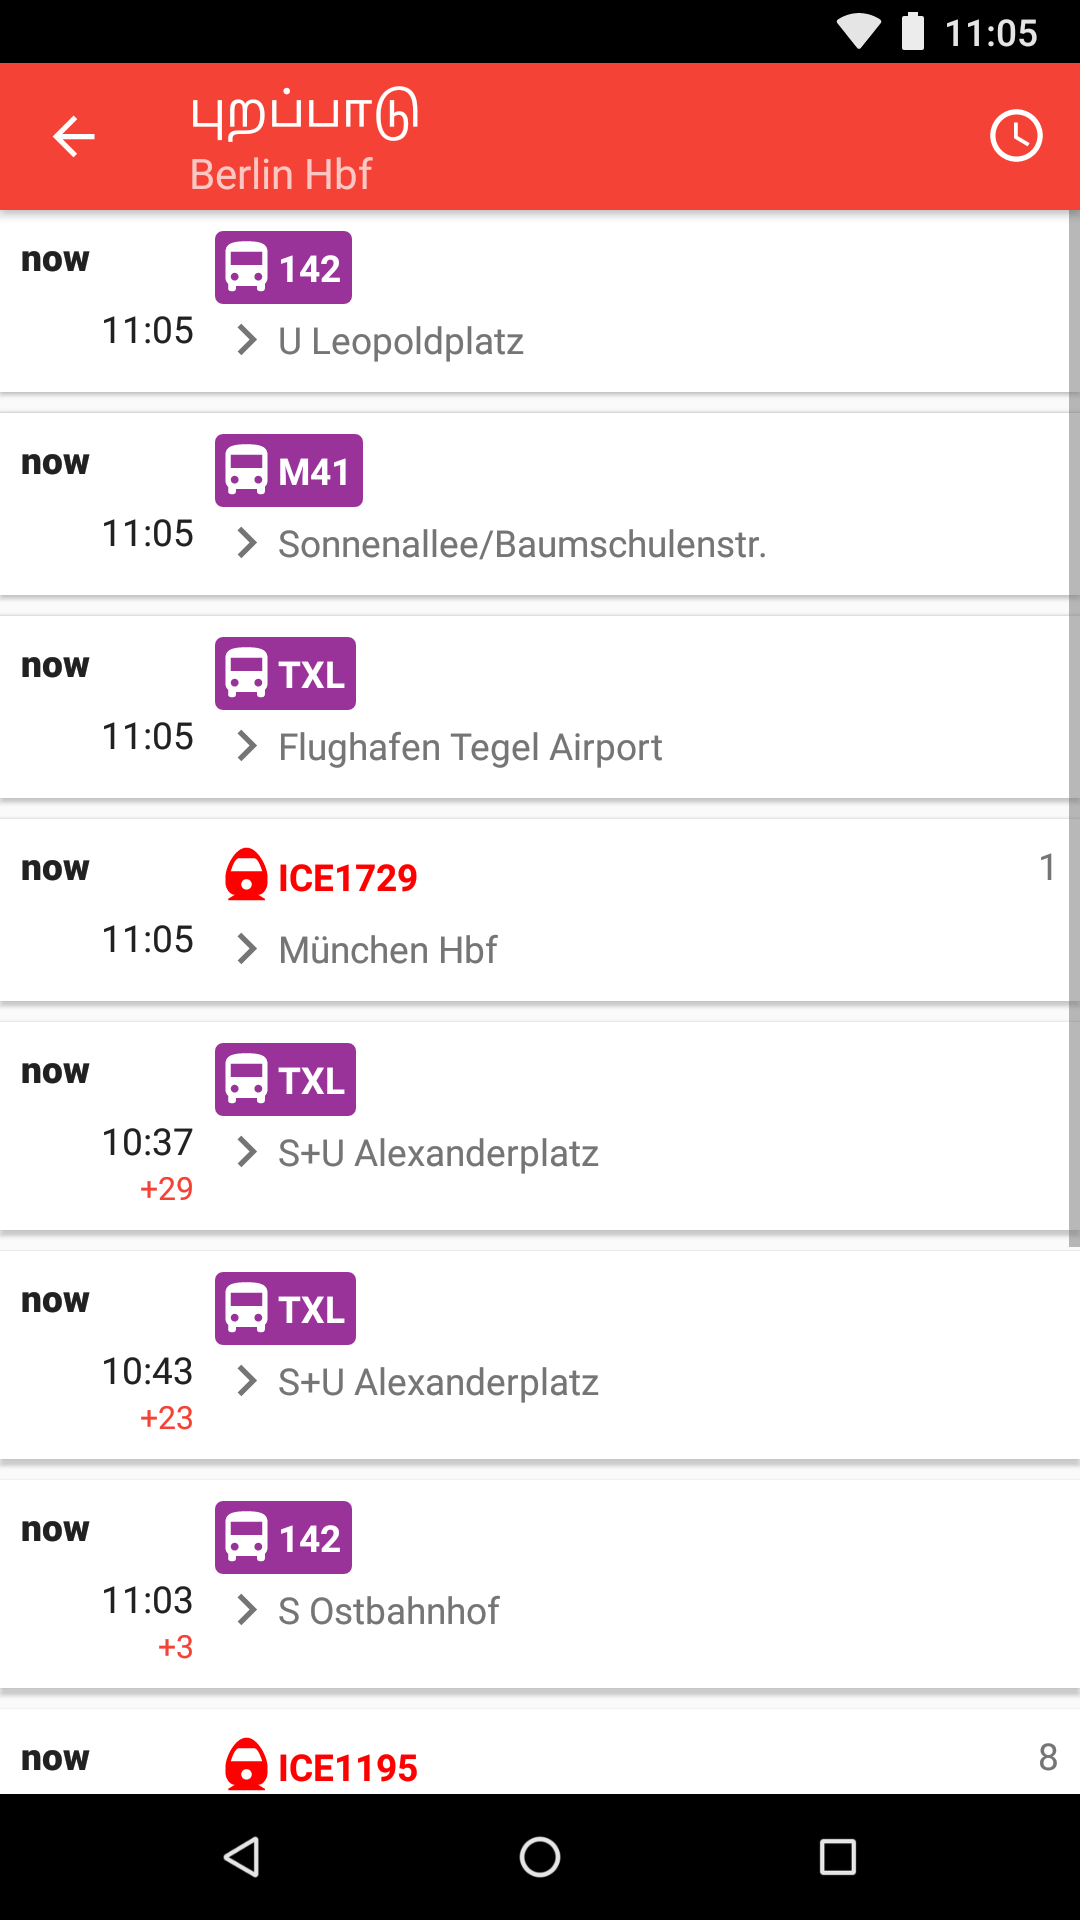 11:05
புறப்பாடு
Berlin Hbf
now
142
11:05
U Leopoldplatz
now
M41
11:05
Sonnenallee/Baumschulenstr.
now
TXL
11:05
Flughafen Tegel Airport
now
ICE1729
1
11:05
München Hbf
now
TXL
10:37
S+U Alexanderplatz
+29
now
TXL
10:43
S+U Alexanderplatz
+23
now
142
11:03
S Ostbahnhof
+3
now
ICE1195
8